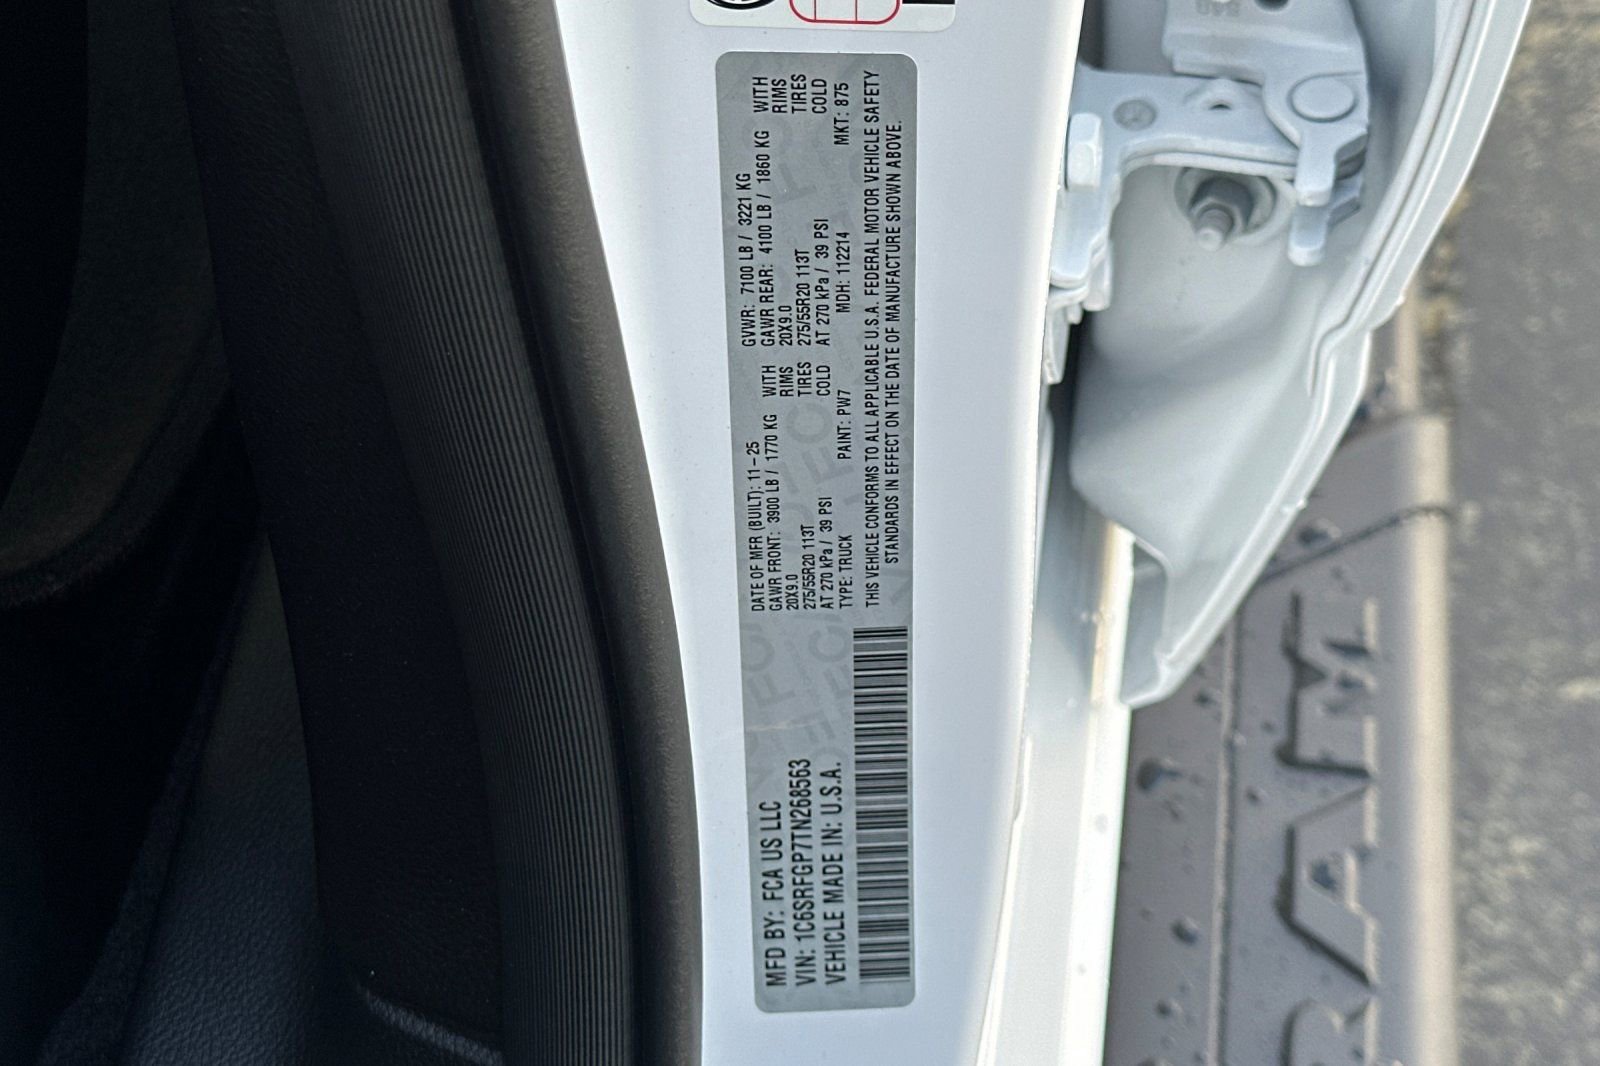 MFD BY: FCA US LLC
VIN: 1C6SRFGP7TN268563
VEHICLE MADE IN: U.S.A.
DATE OF MFR (BUILT): 11-25 GVWR: 7100 LB / 3221 KG
GAWR FRONT: 3900 LB / 1770 KG WITH GAWR REAR: 4100 LB / 1860 KG WITH
20X9.0 RIMS 20X9.0 RIMS
275/55R20 113T TIRES 275/55R20 113T TIRES
AT 270 kPa / 39 PSI COLD AT 270 kPa / 39 PSI COLD
TYPE: TRUCK PAINT: PW7 MDH: 112214 MKT: 875
THIS VEHICLE CONFORMS TO ALL APPLICABLE U.S.A. FEDERAL MOTOR VEHICLE SAFETY
STANDARDS IN EFFECT ON THE DATE OF MANUFACTURE SHOWN ABOVE.
RAM